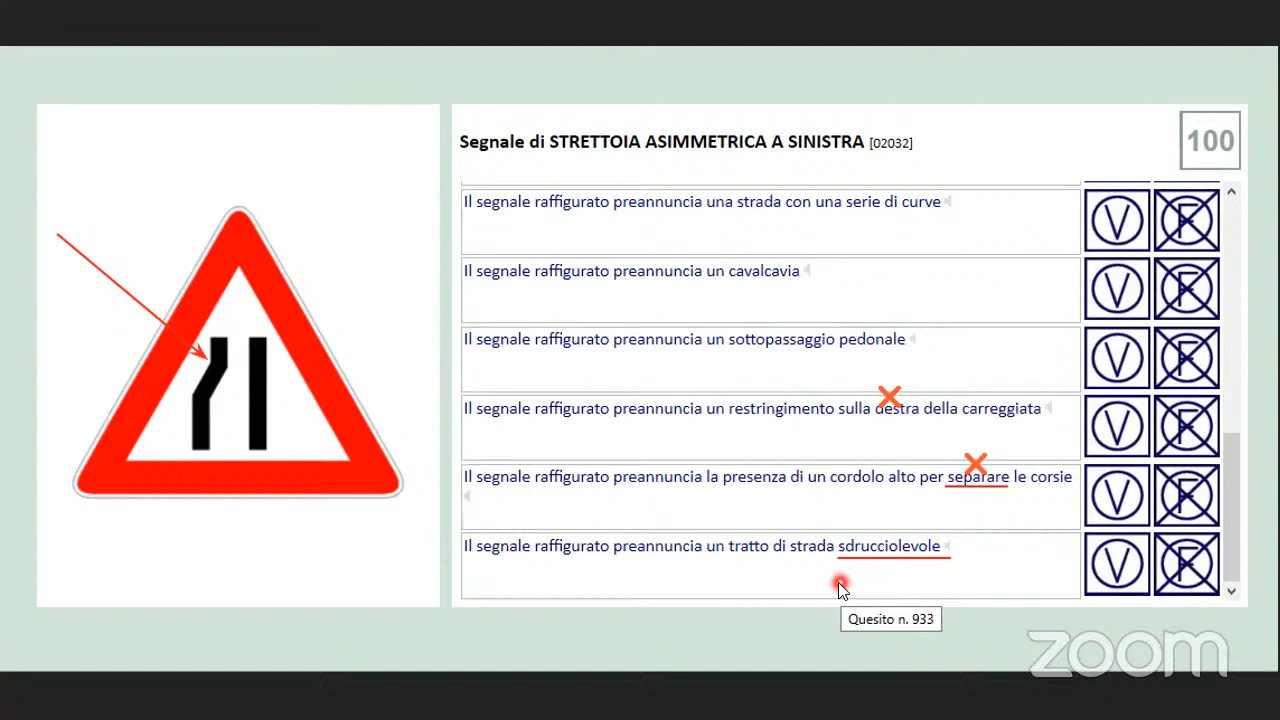 Segnale di STRETTOIA ASIMMETRICA A SINISTRA [02032]
100
Il segnale raffigurato preannuncia una strada con una serie di curve
V F
Il segnale raffigurato preannuncia un cavalcavia
V F
Il segnale raffigurato preannuncia un sottopassaggio pedonale
V F
Il segnale raffigurato preannuncia un restringimento sulla destra della carreggiata
V F
Il segnale raffigurato preannuncia la presenza di un cordolo alto per separare le corsie
V F
Il segnale raffigurato preannuncia un tratto di strada sdrucciolevole
V F
Quesito n. 933
zoom